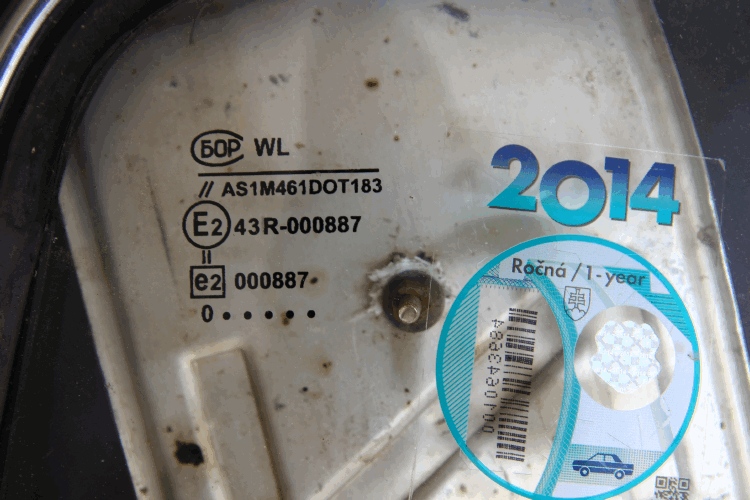 БОР WL
// AS1M461DOT183
E2 43R-000887
=
e2 000887
0 • • • • •
2014
Ročná / 1-year